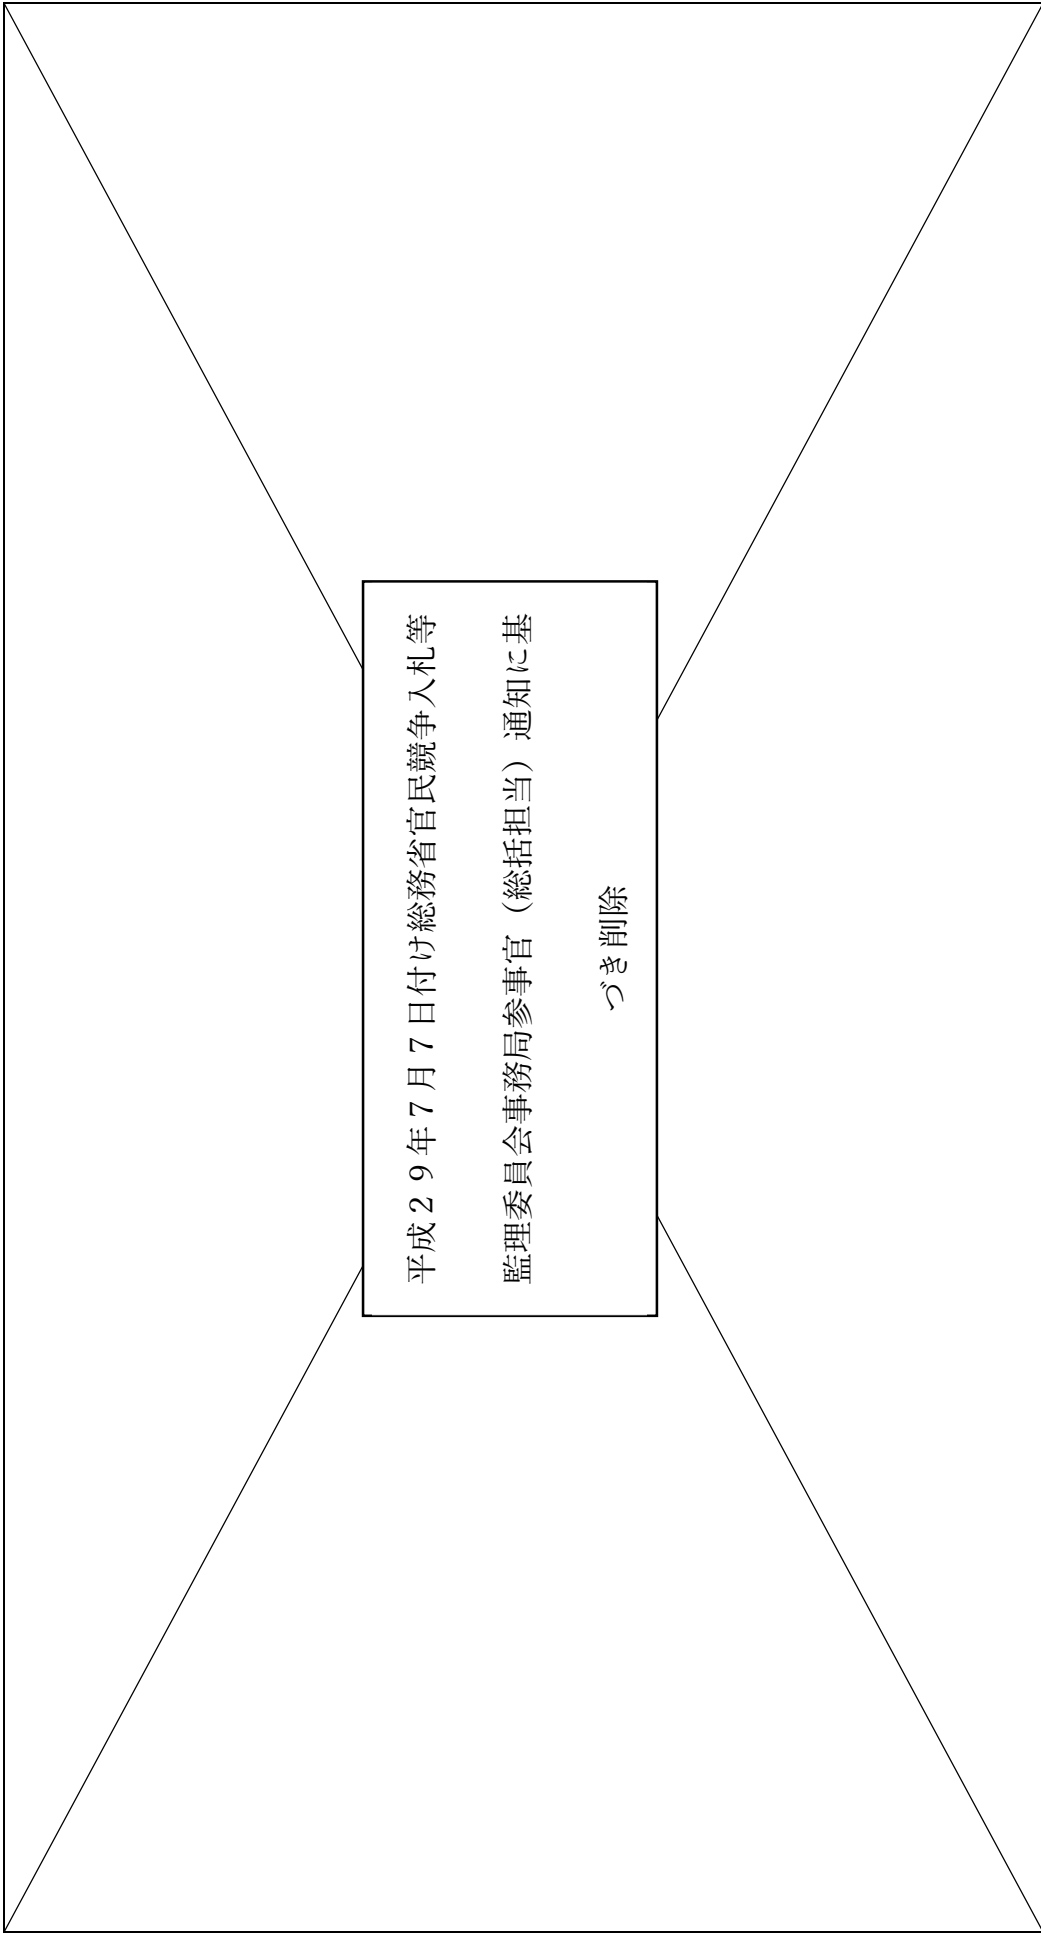 平成２９年７月７日付け総務省官民競争入札等
監理委員会事務局参事官（総括担当）通知に基
づき削除